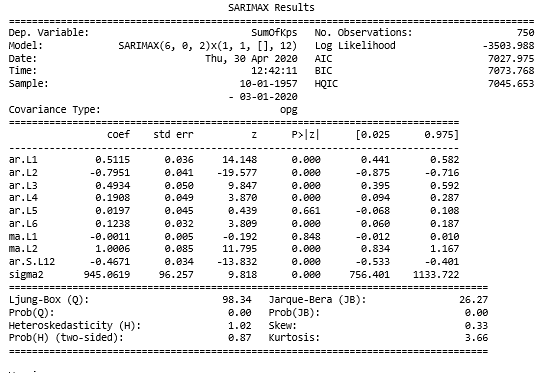 SARIMAX Results
==============================================================================
Dep. Variable: SumOfKps No. Observations: 750
Model: SARIMAX(6, 0, 2)x(1, 1, [], 12) Log Likelihood -3503.988
Date: Thu, 30 Apr 2020 AIC 7027.975
Time: 12:42:11 BIC 7073.768
Sample: 10-01-1957 HQIC 7045.653
- 03-01-2020
Covariance Type: opg
==============================================================================
coef std err z P>|z| [0.025 0.975]
------------------------------------------------------------------------------
ar.L1 0.5115 0.036 14.148 0.000 0.441 0.582
ar.L2 -0.7951 0.041 -19.577 0.000 -0.875 -0.716
ar.L3 0.4934 0.050 9.847 0.000 0.395 0.592
ar.L4 0.1908 0.049 3.870 0.000 0.094 0.287
ar.L5 0.0197 0.045 0.439 0.661 -0.068 0.108
ar.L6 0.1238 0.032 3.809 0.000 0.060 0.187
ma.L1 -0.0011 0.005 -0.192 0.848 -0.012 0.010
ma.L2 1.0006 0.085 11.795 0.000 0.834 1.167
ar.S.L12 -0.4671 0.034 -13.832 0.000 -0.533 -0.401
sigma2 945.0619 96.257 9.818 0.000 756.401 1133.722
==============================================================================
Ljung-Box (Q): 98.34 Jarque-Bera (JB): 26.27
Prob(Q): 0.00 Prob(JB): 0.00
Heteroskedasticity (H): 1.02 Skew: 0.33
Prob(H) (two-sided): 0.87 Kurtosis: 3.66
==============================================================================